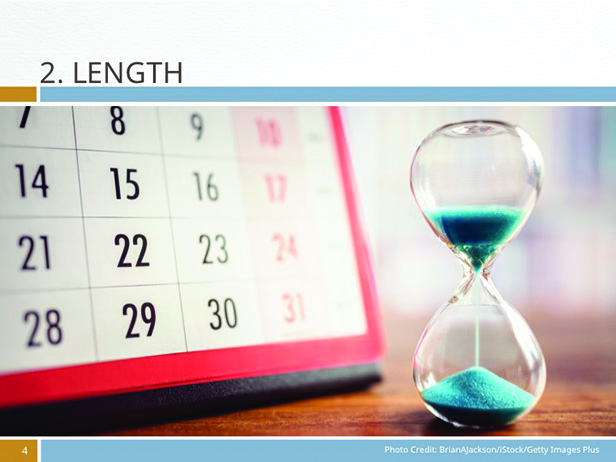 2. LENGTH
7 8 9 10
14 15 16 17
21 22 23 24
28 29 30 31
4
Photo Credit: BrianAJackson/iStock/Getty Images Plus